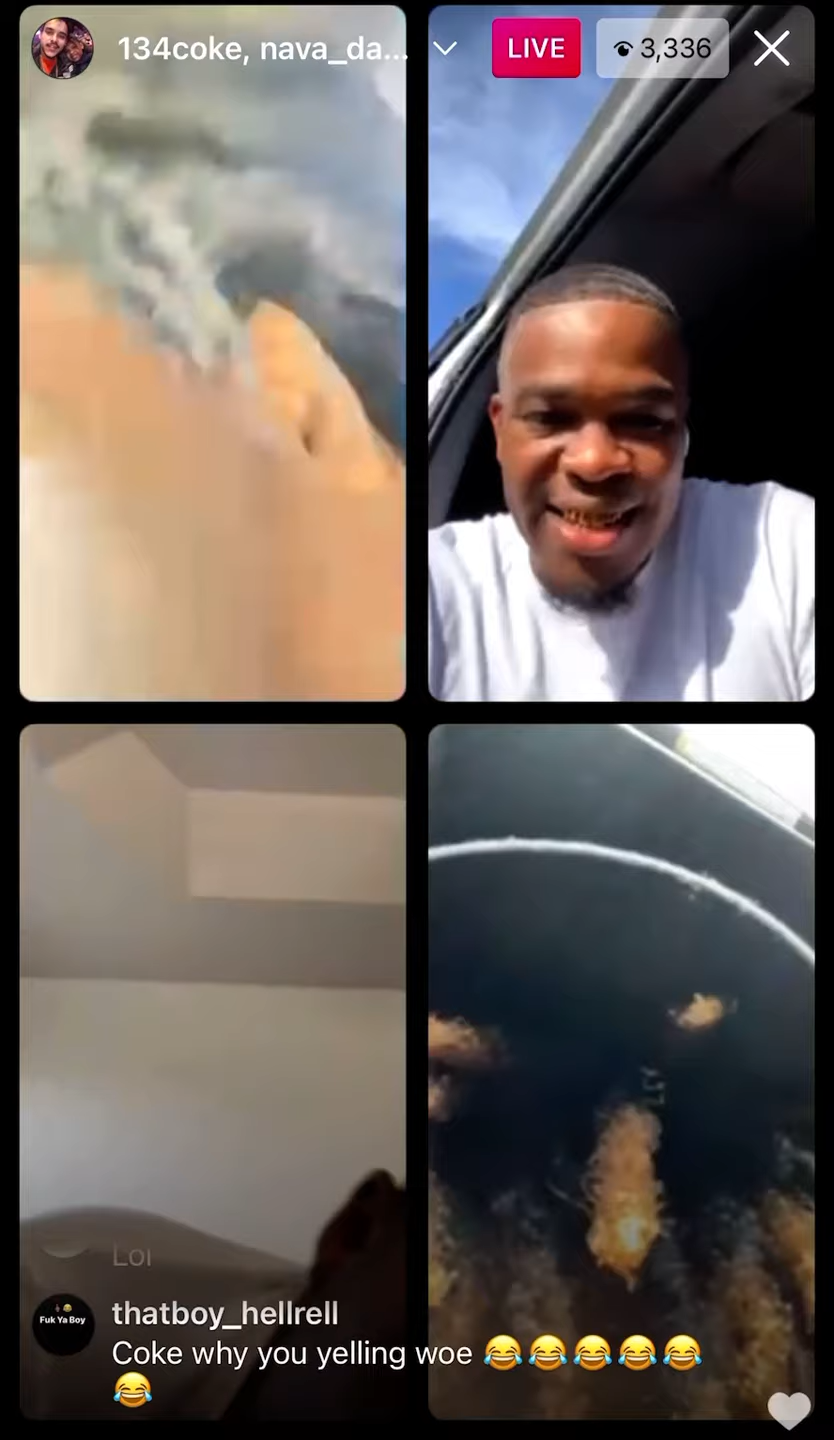 134coke, nava_da...
LIVE
3,336
Lol
thatboy_hellrell
Fuk Ya Boy
Coke why you yelling woe 😂😂😂😂😂
😂